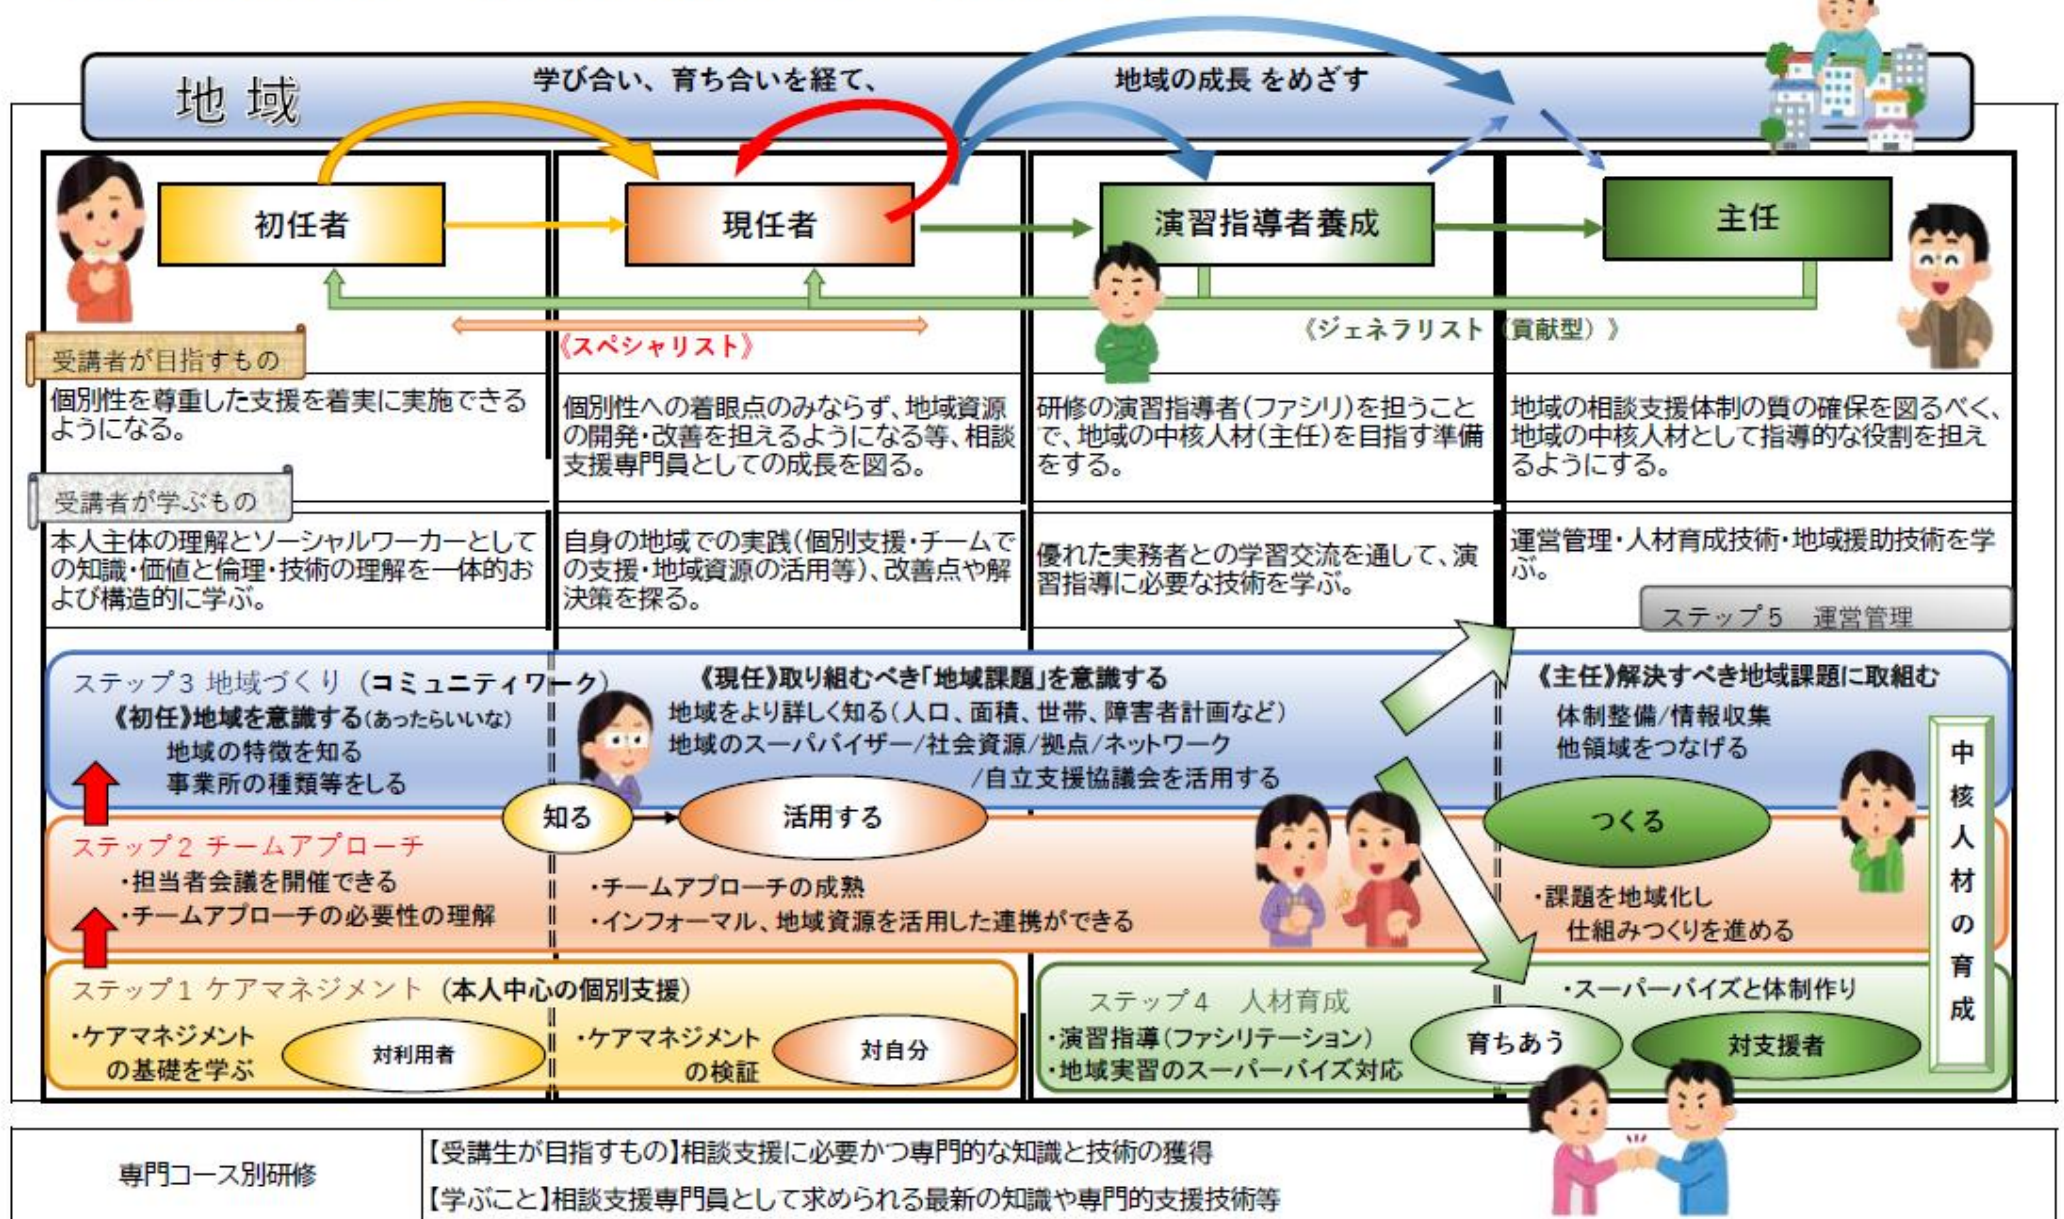 地 域
学び合い、育ち合いを経て、
地域の成長 をめざす
初任者
現任者
演習指導者養成
主任
《スペシャリスト》
《ジェネラリスト（貢献型）》
受講者が目指すもの
個別性を尊重した支援を着実に実施できる
ようになる。
個別性への着眼点のみならず、地域資源
の開発・改善を担えるようになる等、相談
支援専門員としての成長を図る。
研修の演習指導者(ファシリ)を担うこと
で、地域の中核人材(主任)を目指す準備
をする。
地域の相談支援体制の質の確保を図るべく、
地域の中核人材として指導的な役割を担え
るようにする。
受講者が学ぶもの
本人主体の理解とソーシャルワーカーとして
の知識・価値と倫理・技術の理解を一体的お
よび構造的に学ぶ。
自身の地域での実践(個別支援・チームで
の支援・地域資源の活用等)、改善点や解
決策を探る。
優れた実務者との学習交流を通して、演
習指導に必要な技術を学ぶ。
運営管理・人材育成技術・地域援助技術を学
ぶ。
ステップ5　運営管理
ステップ3 地域づくり (コミュニティワーク)
《初任》地域を意識する(あったらいいな)
地域の特徴を知る
事業所の種類等をしる
《現任》取り組むべき「地域課題」を意識する
地域をより詳しく知る(人口、面積、世帯、障害者計画など)
地域のスーパバイザー/社会資源/拠点/ネットワーク
/自立支援協議会を活用する
《主任》解決すべき地域課題に取組む
体制整備/情報収集
他領域をつなげる
中核人材の育成
知る
活用する
つくる
ステップ2 チームアプローチ
・担当者会議を開催できる
・チームアプローチの必要性の理解
・チームアプローチの成熟
・インフォーマル、地域資源を活用した連携ができる
・課題を地域化し
仕組みつくりを進める
ステップ1 ケアマネジメント (本人中心の個別支援)
・ケアマネジメント
の基礎を学ぶ
対利用者
・ケアマネジメント
の検証
対自分
ステップ4　人材育成
・演習指導(ファシリテーション)
・地域実習のスーパーバイズ対応
・スーパーバイズと体制作り
育ちあう
対支援者
専門コース別研修
【受講生が目指すもの】相談支援に必要かつ専門的な知識と技術の獲得
【学ぶこと】相談支援専門員として求められる最新の知識や専門的支援技術等